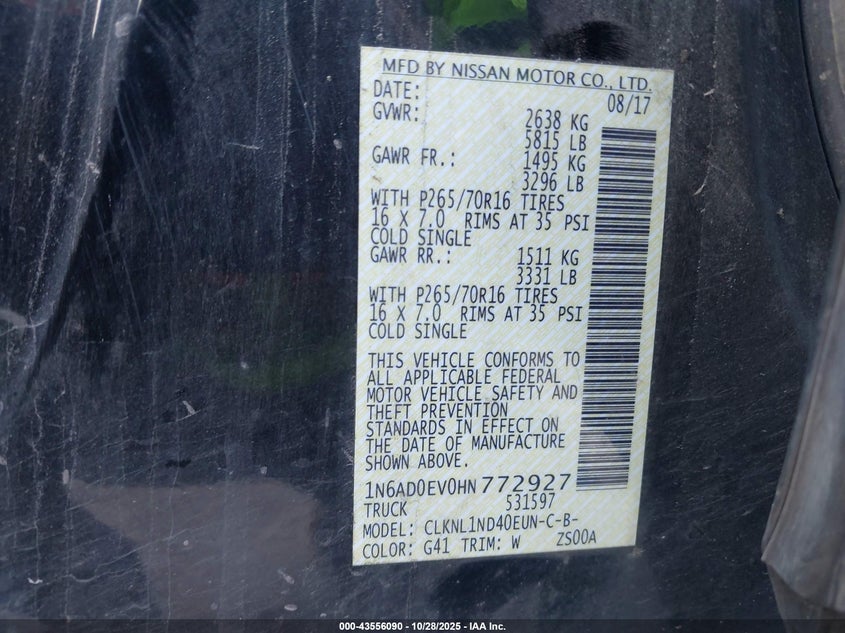 MFD BY NISSAN MOTOR CO., LTD.
DATE: 08/17
GVWR: 2638 KG
5815 LB
GAWR FR.: 1495 KG
3296 LB
WITH P265/70R16 TIRES
16 X 7.0 RIMS AT 35 PSI
COLD SINGLE
GAWR RR.: 1511 KG
3331 LB
WITH P265/70R16 TIRES
16 X 7.0 RIMS AT 35 PSI
COLD SINGLE
THIS VEHICLE CONFORMS TO
ALL APPLICABLE FEDERAL
MOTOR VEHICLE SAFETY AND
THEFT PREVENTION
STANDARDS IN EFFECT ON
THE DATE OF MANUFACTURE
SHOWN ABOVE.
1N6AD0EV0HN 772927
TRUCK 531597
MODEL: CLKNL1ND40EUN-C-B-
COLOR: G41 TRIM: W ZS00A
000-43556090 - 10/28/2025 - IAA Inc.